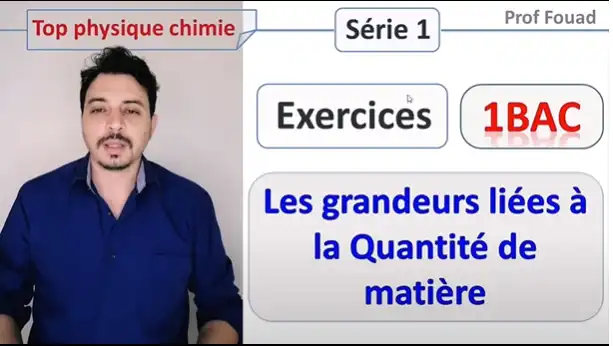 Top physique chimie
Série 1
Prof Fouad
Exercices
1BAC
Les grandeurs liées à
la Quantité de
matière